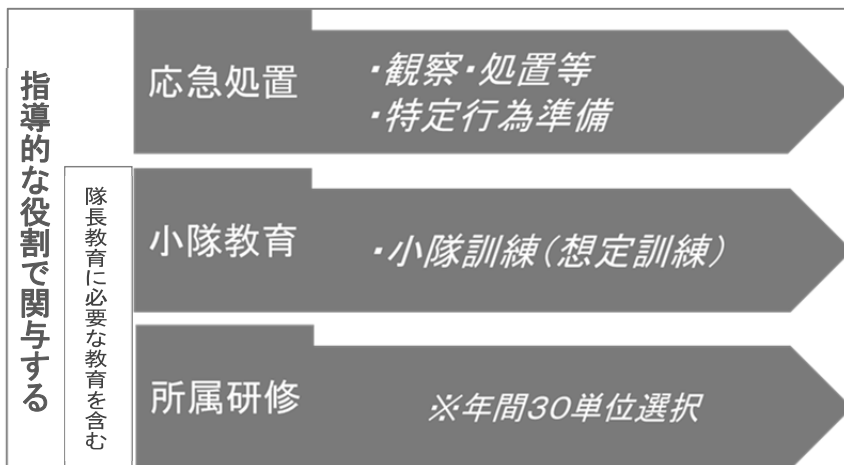 指導的な役割で関与する
隊長教育に必要な教育を含む
応急処置
・観察・処置等
・特定行為準備
小隊教育
・小隊訓練（想定訓練）
所属研修
※年間３０単位選択